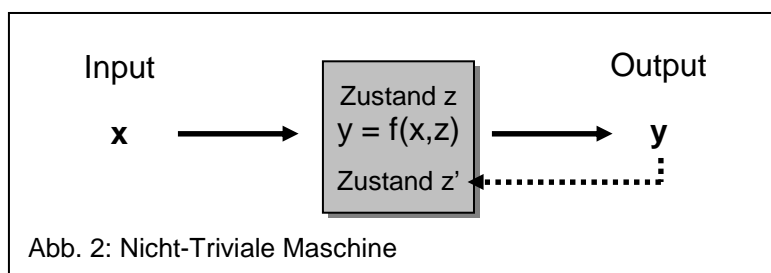 Input
Output
Zustand z
x
y = f(x,z)
y
Zustand z'
Abb. 2: Nicht-Triviale Maschine